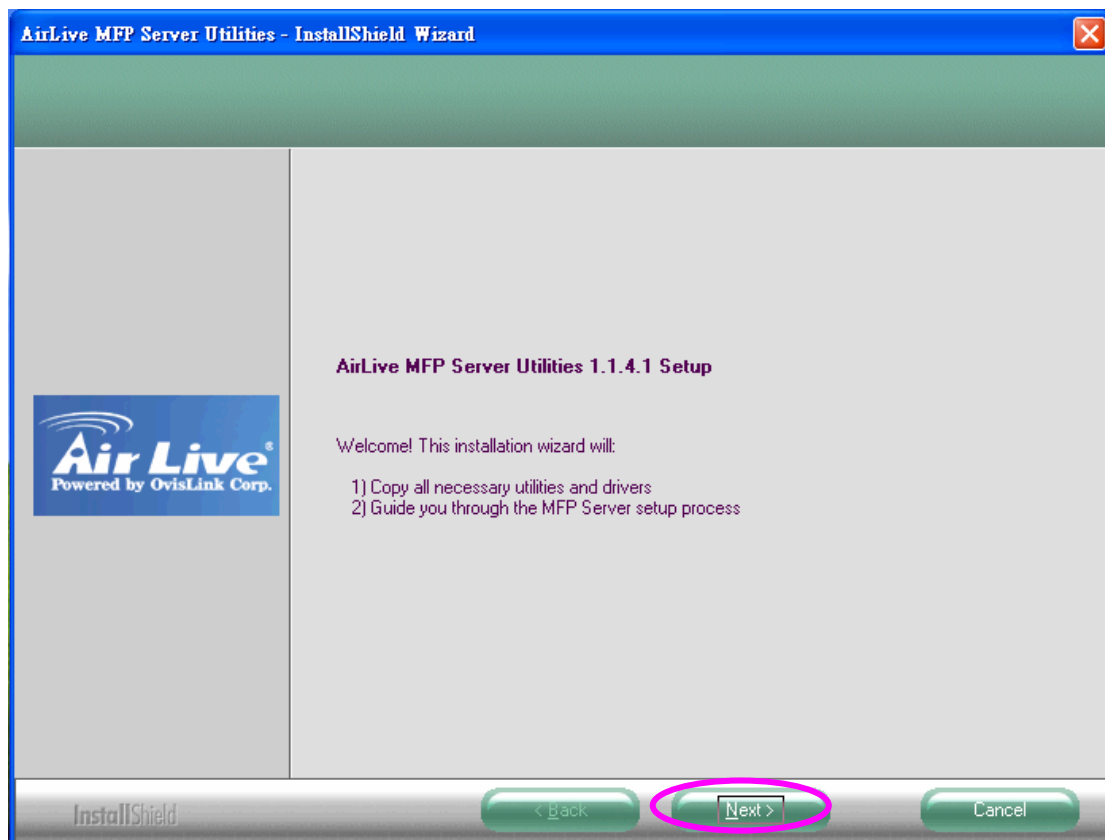 AirLive MFP Server Utilities - InstallShield Wizard
AirLive MFP Server Utilities 1.1.4.1 Setup
Welcome! This installation wizard will:
1) Copy all necessary utilities and drivers
2) Guide you through the MFP Server setup process
Air Live®
Powered by OvisLink Corp.
InstallShield
< Back
Next >
Cancel